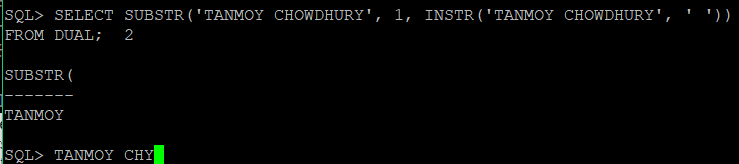 SQL> SELECT SUBSTR('TANMOY CHOWDHURY', 1, INSTR('TANMOY CHOWDHURY', ' '))
FROM DUAL;  2
SUBSTR(
-------
TANMOY
SQL> TANMOY CHY